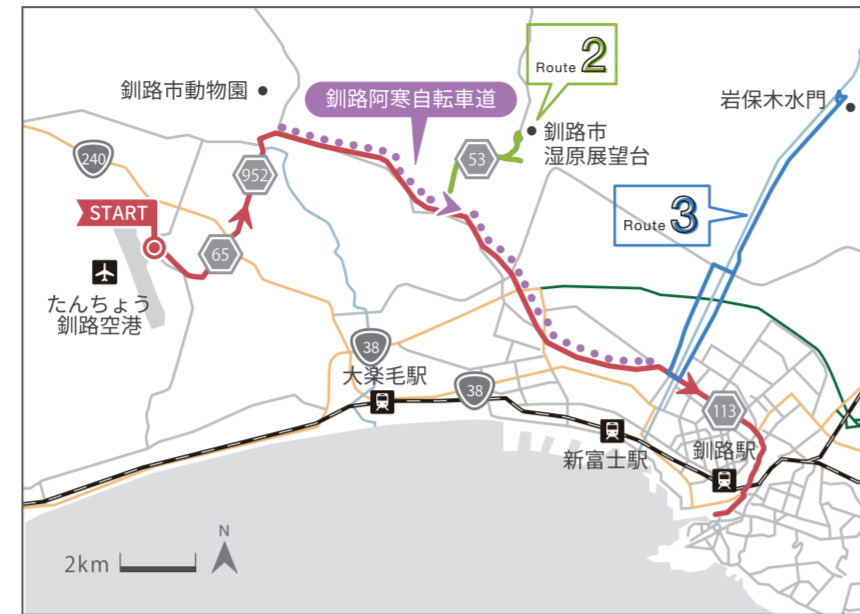 釧路市動物園
釧路阿寒自転車道
Route 2
岩保木水門
釧路市
湿原展望台
240
53
952
START
Route 3
65
たんちょう
釧路空港
38
大楽毛駅
38
113
釧路駅
新富士駅
N
2km